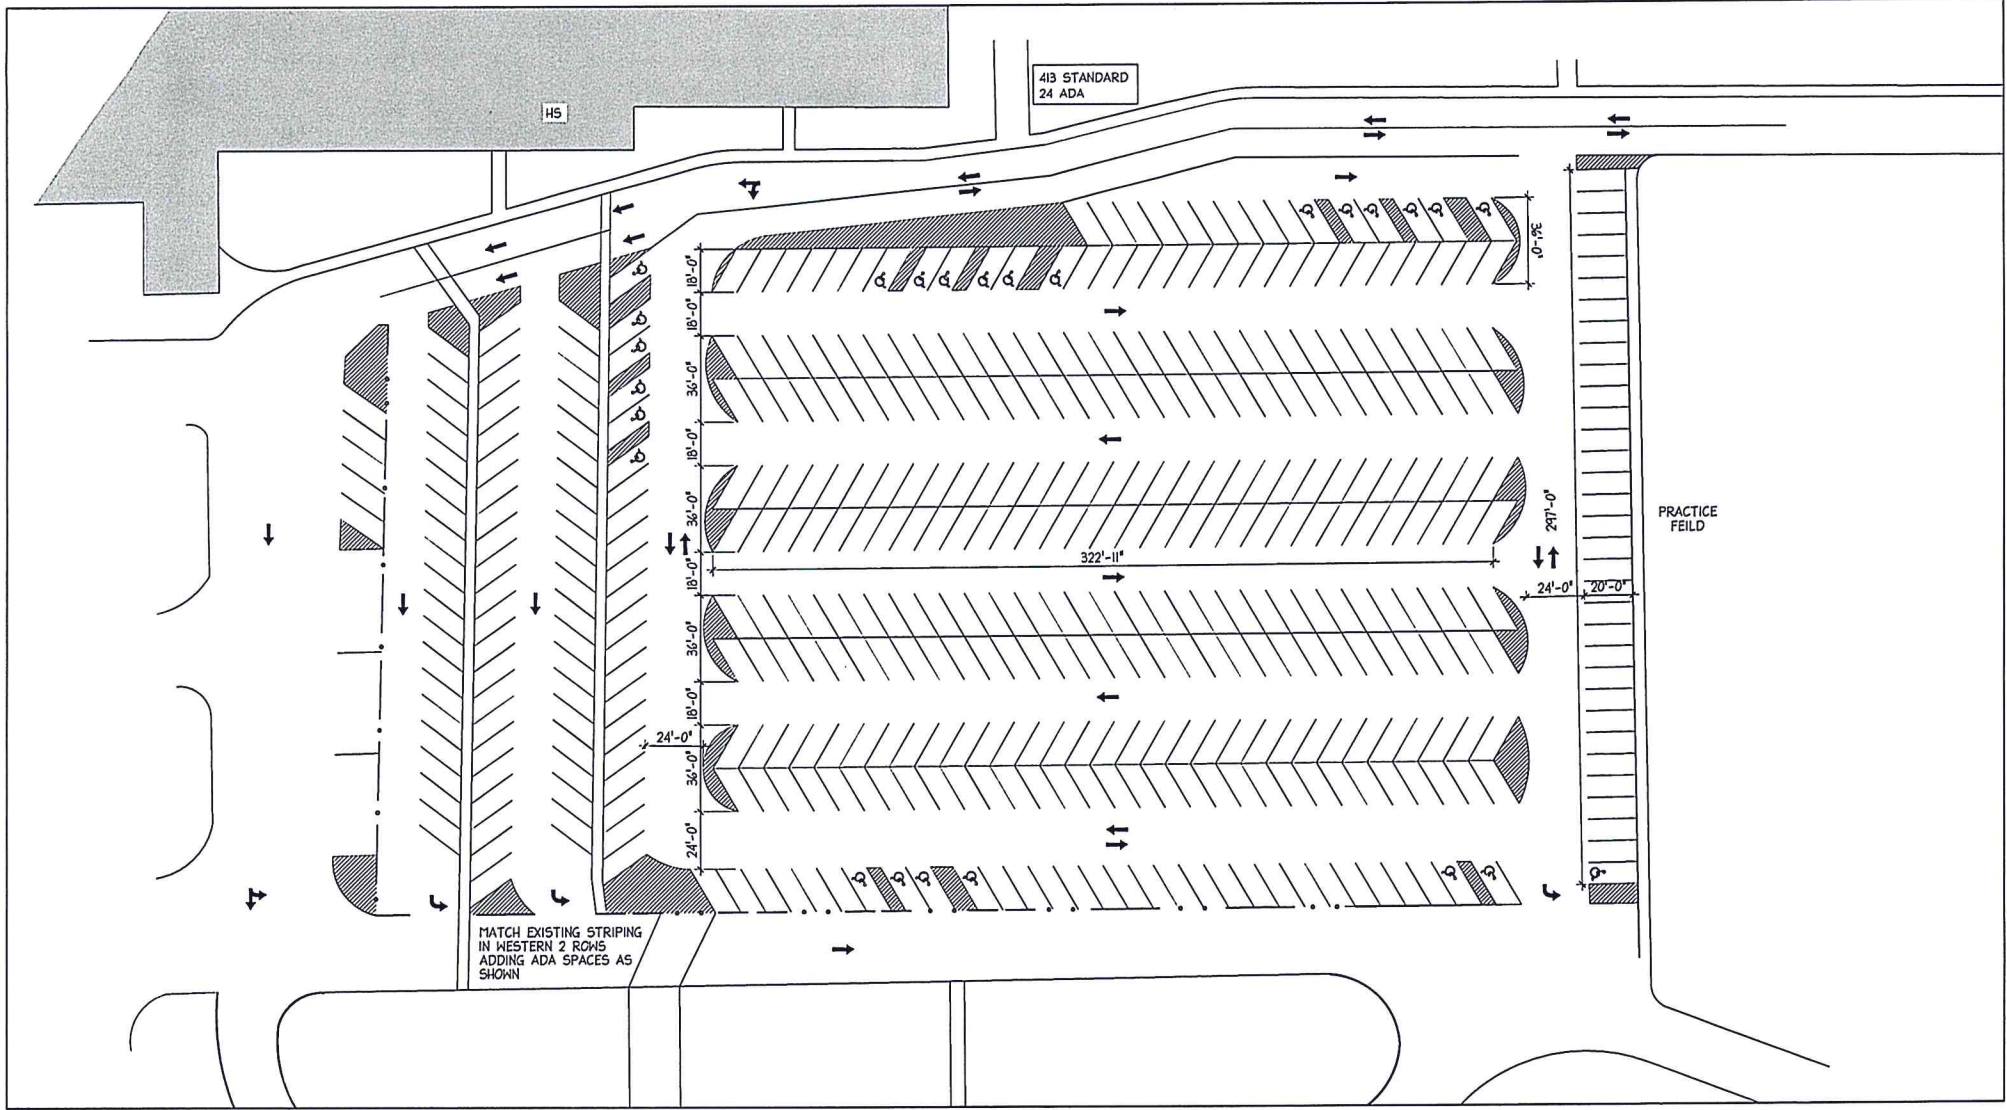 413 STANDARD
24 ADA
HS
36'-0"
18'-0"
18'-0"
36'-0"
18'-0"
36'-0"
18'-0"
36'-0"
18'-0"
36'-0"
24'-0"
24'-0"
322'-11"
297'-0"
24'-0"
20'-0"
PRACTICE
FEILD
MATCH EXISTING STRIPING
IN WESTERN 2 ROWS
ADDING ADA SPACES AS
SHOWN